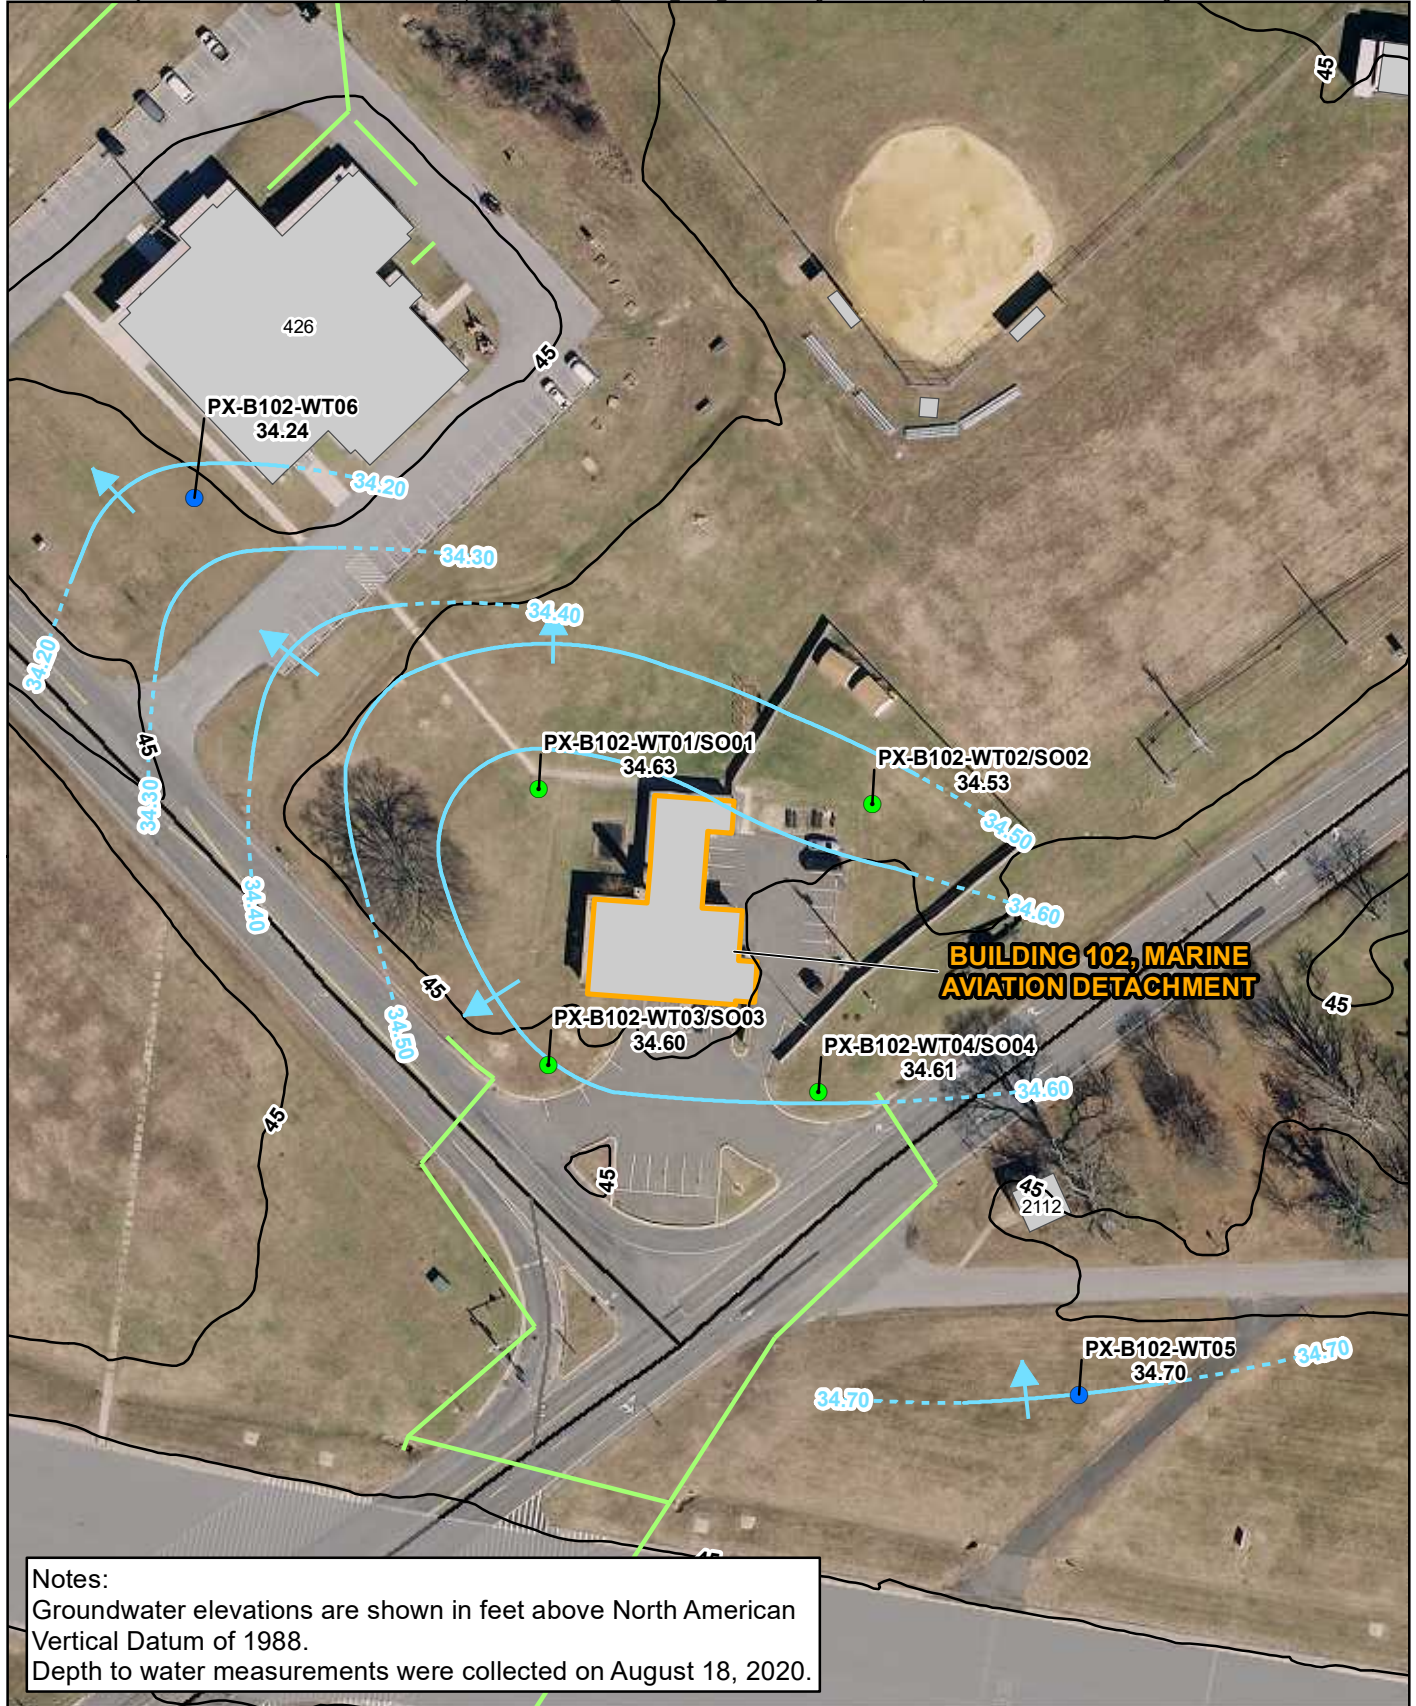 45
426
45
PX-B102-WT06
34.24
34.20
34.30
34.40
34.20
45
34.30
34.40
PX-B102-WT01/SO01
34.63
PX-B102-WT02/SO02
34.53
34.50
34.60
BUILDING 102, MARINE
AVIATION DETACHMENT
45
45
34.50
PX-B102-WT03/SO03
34.60
PX-B102-WT04/SO04
34.61
34.60
45
45
45
2112
PX-B102-WT05
34.70
34.70
34.70
45
Notes:
Groundwater elevations are shown in feet above North American
Vertical Datum of 1988.
Depth to water measurements were collected on August 18, 2020.